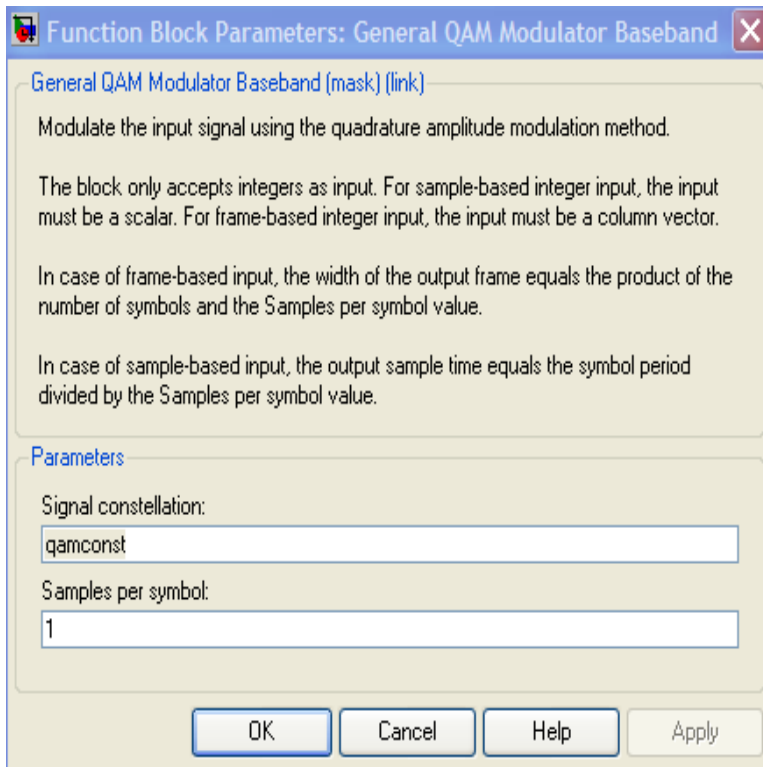 Function Block Parameters: General QAM Modulator Baseband
General QAM Modulator Baseband (mask) (link)
Modulate the input signal using the quadrature amplitude modulation method.
The block only accepts integers as input. For sample-based integer input, the input
must be a scalar. For frame-based integer input, the input must be a column vector.
In case of frame-based input, the width of the output frame equals the product of the
number of symbols and the Samples per symbol value.
In case of sample-based input, the output sample time equals the symbol period
divided by the Samples per symbol value.
Parameters
Signal constellation:
qamconst
Samples per symbol:
1
OK Cancel Help Apply